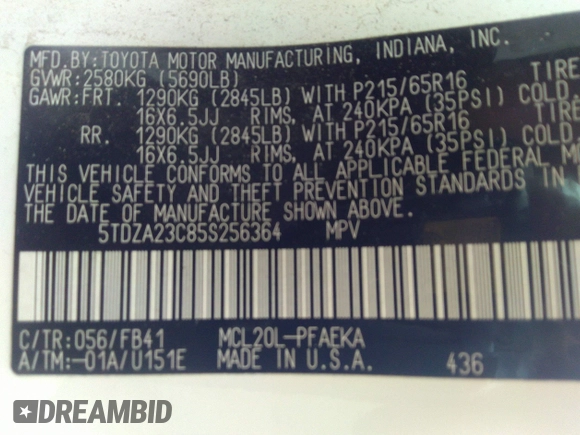 MFD.BY:TOYOTA MOTOR MANUFACTURING, INDIANA, INC.
GVWR:2580KG (5690LB)
GAWR:FRT. 1290KG (2845LB) WITH P215/65R16 TIRE
16X6.5JJ RIMS, AT 240KPA (35PSI) COLD.
RR. 1290KG (2845LB) WITH P215/65R16 TIRE
16X6.5JJ RIMS, AT 240KPA (35PSI) COLD.
THIS VEHICLE CONFORMS TO ALL APPLICABLE FEDERAL
VEHICLE SAFETY AND THEFT PREVENTION STANDARDS IN
THE DATE OF MANUFACTURE SHOWN ABOVE.
5TDZA23C85S256364 MPV
C/TR:056/FB41 MCL20L-PFAEKA
A/TM:-01A/U151E MADE IN U.S.A. 436
DREAMBID